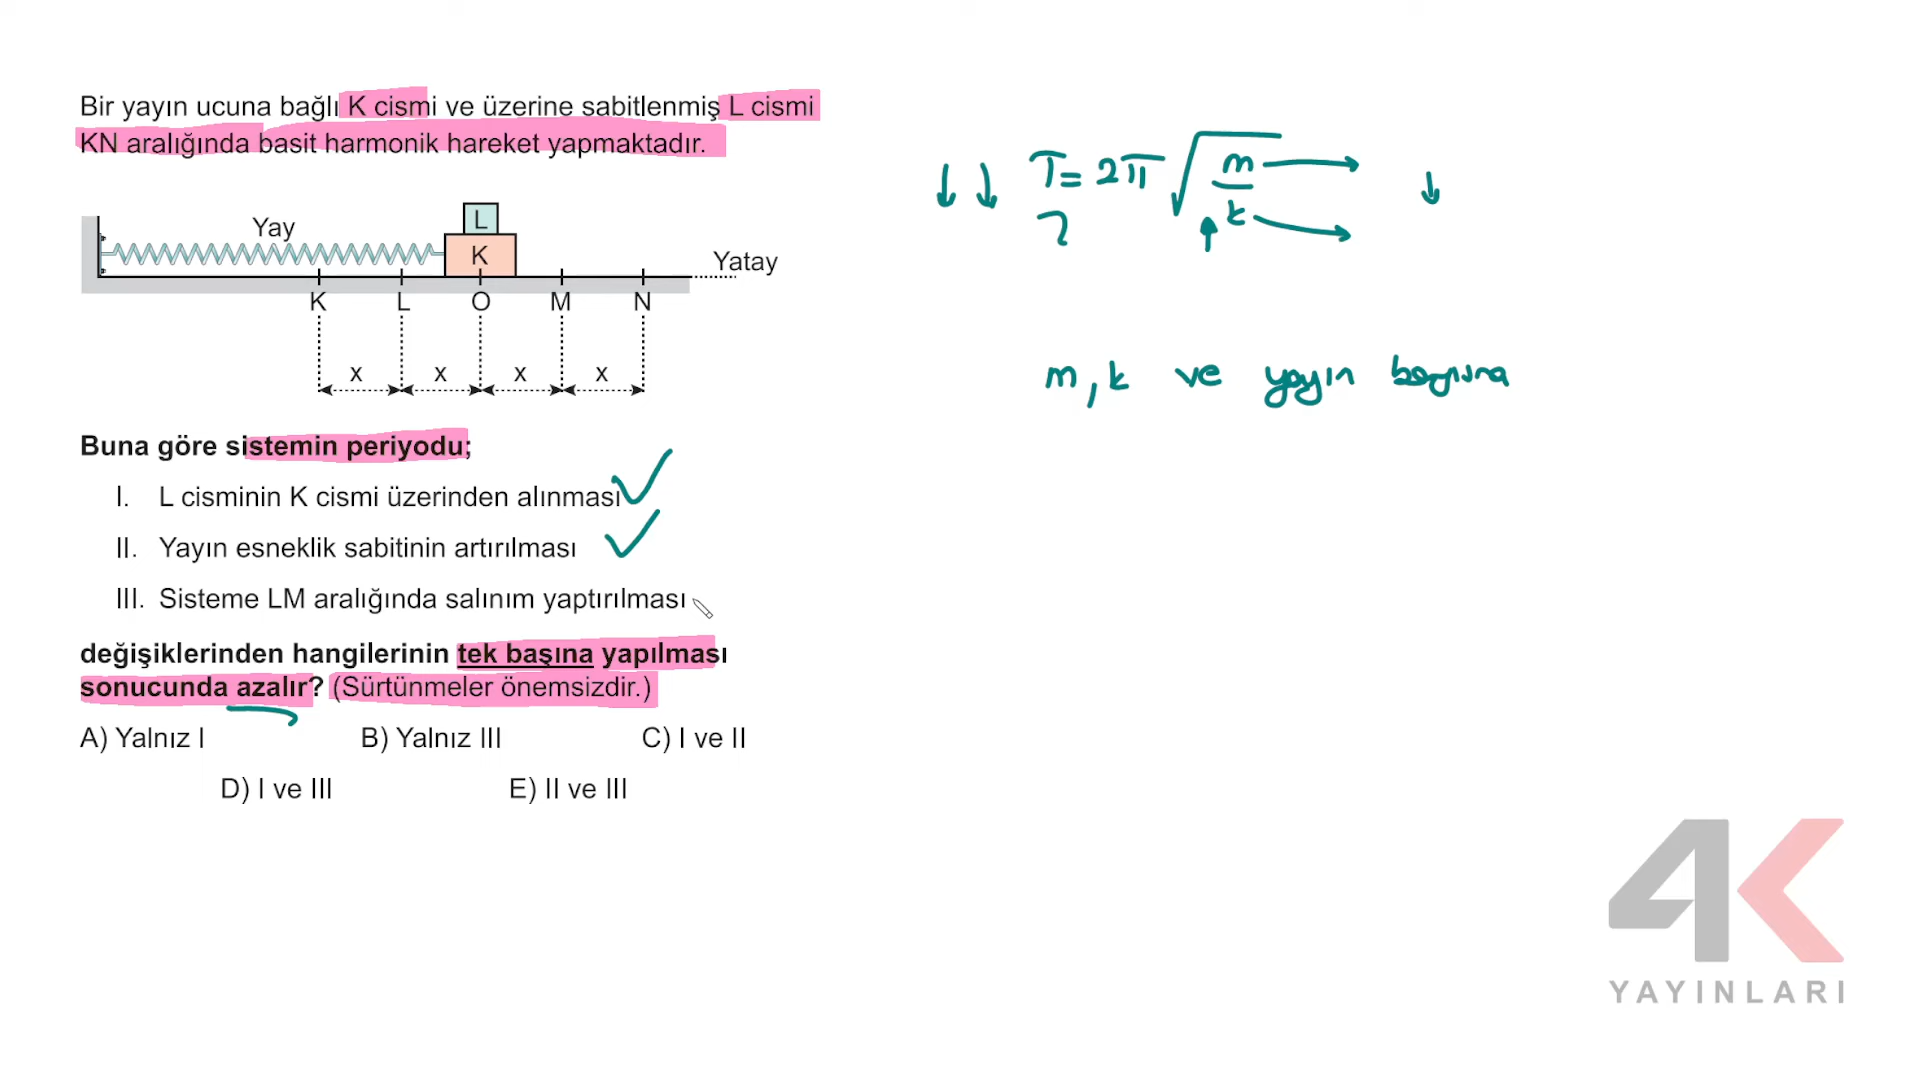 Bir yayın ucuna bağlı K cismi ve üzerine sabitlenmiş L cismi
KN aralığında basit harmonik hareket yapmaktadır.
Yay
L
K
Yatay
K L O M N
x x x x
Buna göre sistemin periyodu;
I. L cisminin K cismi üzerinden alınması
II. Yayın esneklik sabitinin artırılması
III. Sisteme LM aralığında salınım yaptırılması
değişiklerinden hangilerinin tek başına yapılması
sonucunda azalır? (Sürtünmeler önemsizdir.)
A) Yalnız I B) Yalnız III C) I ve II
D) I ve III E) II ve III
↓ ↓ T = 2π √ m/k → → ↓
? ↑
m, k ve yayın
4K
YAYINLARI